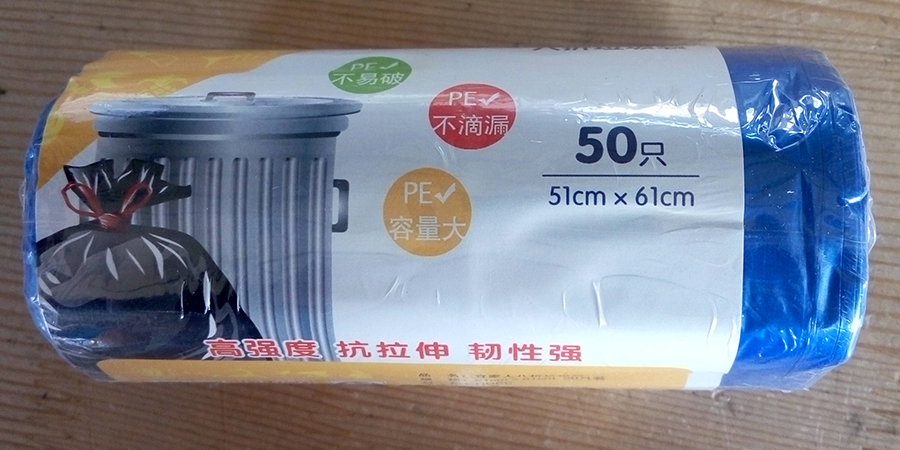 PE✓
不易破
PE✓
不滴漏
PE✓
容量大
50只
51cm × 61cm
高强度 抗拉伸 韧性强